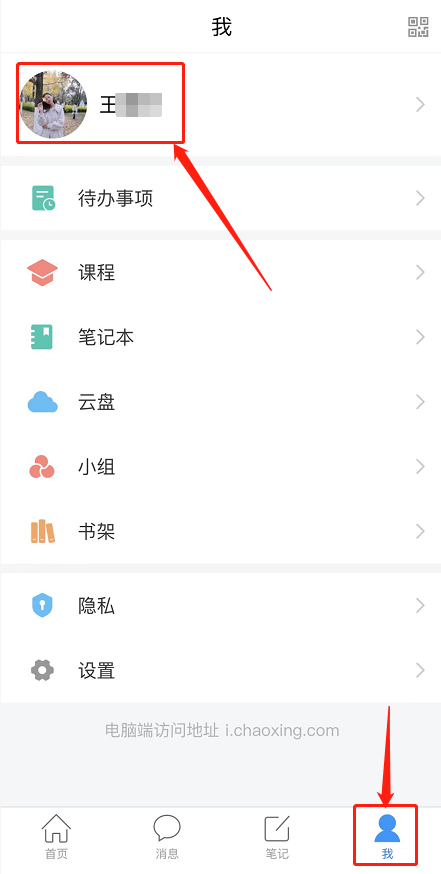 我
王
待办事项
课程
笔记本
云盘
小组
书架
隐私
设置
电脑端访问地址 i.chaoxing.com
首页
消息
笔记
我